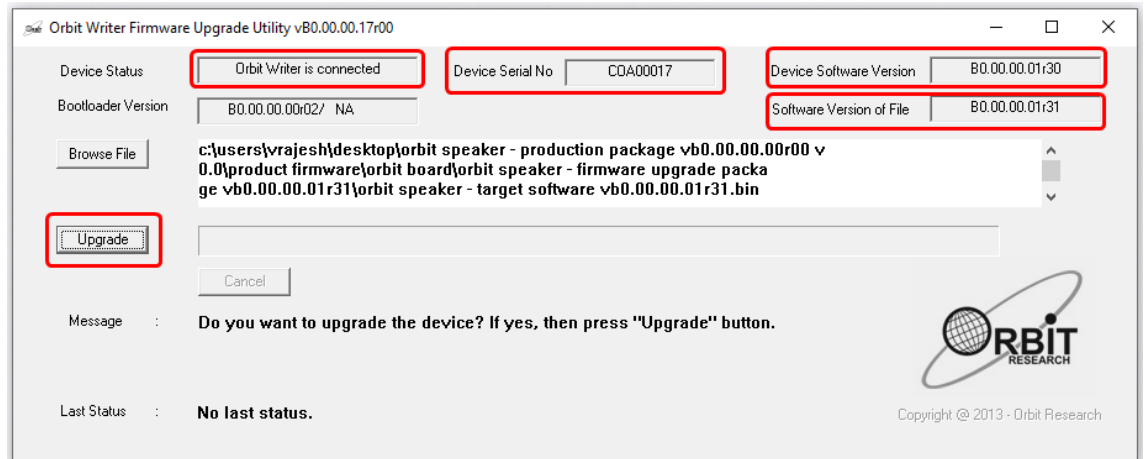 Orbit Writer Firmware Upgrade Utility vB0.00.00.17r00
Device Status Orbit Writer is connected Device Serial No COA00017 Device Software Version B0.00.00.01r30
Bootloader Version B0.00.00.00r02/ NA Software Version of File B0.00.00.01r31
Browse File
c:\users\vrajesh\desktop\orbit speaker - production package vb0.00.00.00r00 v
0.0\product firmware\orbit board\orbit speaker - firmware upgrade packa
ge vb0.00.00.01r31\orbit speaker - target software vb0.00.00.01r31.bin
Upgrade
Cancel
Message : Do you want to upgrade the device? If yes, then press "Upgrade" button.
ORBIT
RESEARCH
Last Status : No last status.
Copyright @ 2013 - Orbit Research